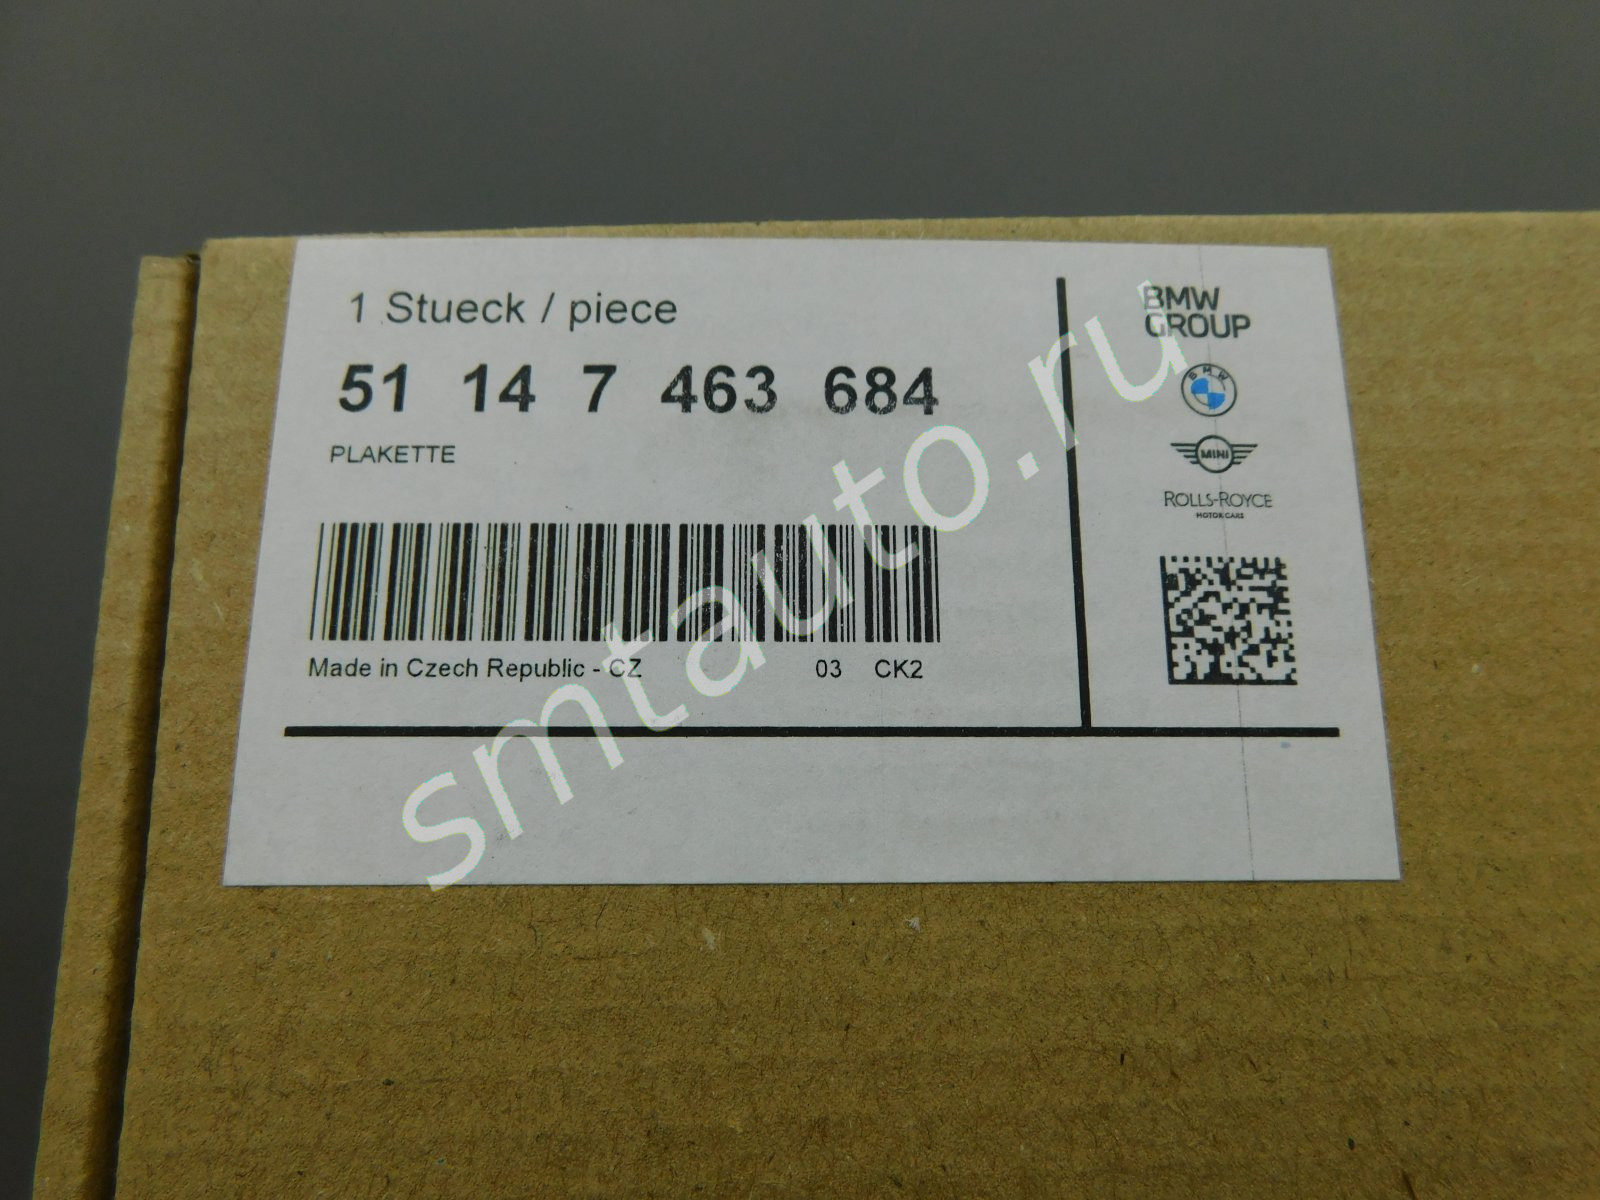 1 Stueck / piece
51 14 7 463 684
PLAKETTE
Made in Czech Republic - CZ 03 CK2
BMW
GROUP
BMW
MINI
ROLLS-ROYCE
MOTOR CARS
smtauto.ru